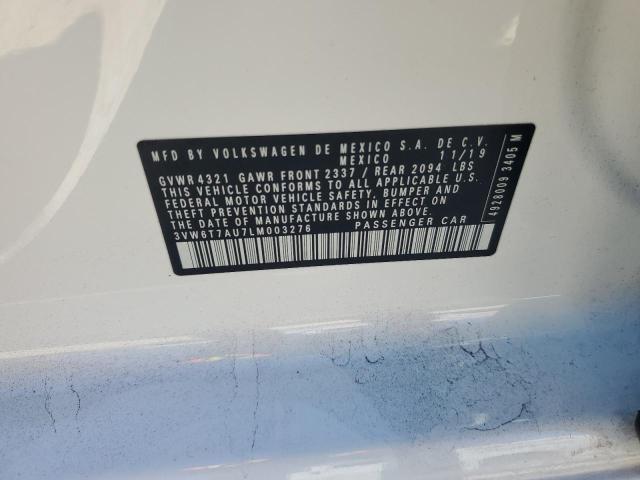 MFD BY VOLKSWAGEN DE MEXICO S.A. DE C.V.
MEXICO 11/19
GVWR4321 GAWR FRONT 2337 / REAR 2094 LBS
THIS VEHICLE CONFORMS TO ALL APPLICABLE U.S.
FEDERAL MOTOR VEHICLE SAFETY, BUMPER AND
THEFT PREVENTION STANDARDS IN EFFECT ON
THE DATE OF MANUFACTURE SHOWN ABOVE.
3VW6T7AU7LM003276 PASSENGER CAR
4928009 3405 M